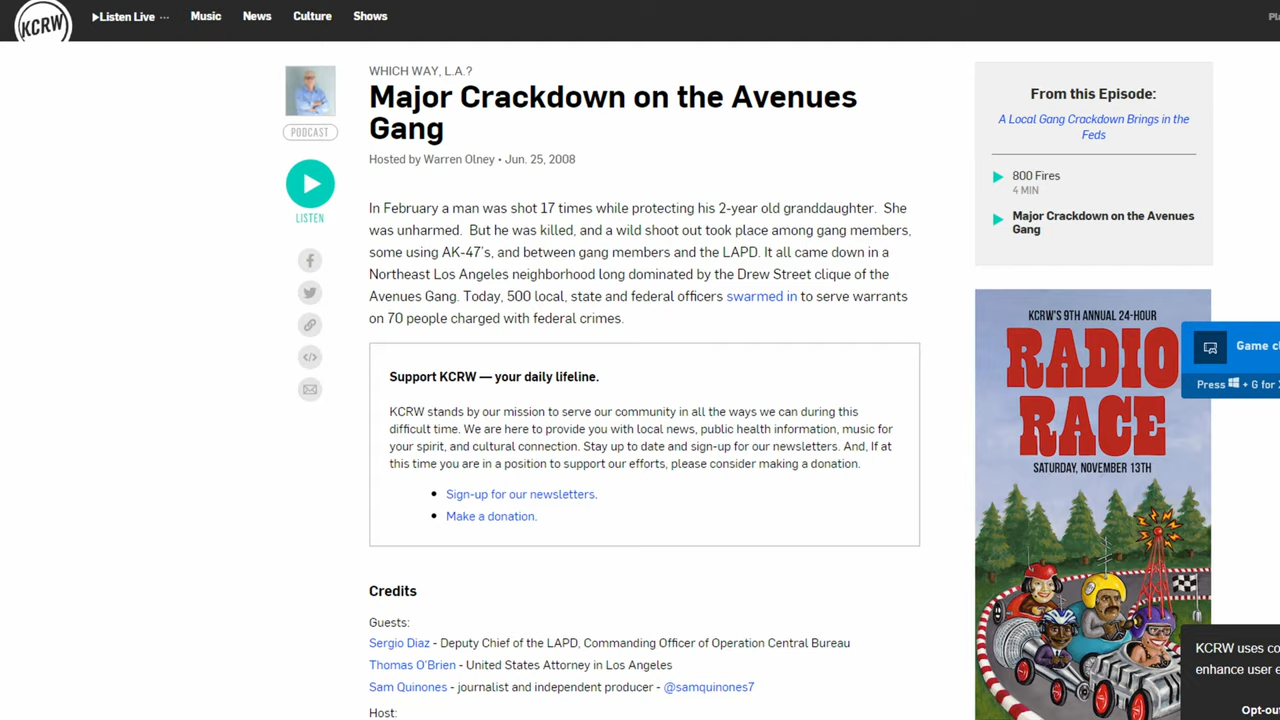 KCRW
Listen Live ...
Music
News
Culture
Shows
WHICH WAY, L.A.?
Major Crackdown on the Avenues
Gang
Hosted by Warren Olney • Jun. 25, 2008
PODCAST
LISTEN
In February a man was shot 17 times while protecting his 2-year old granddaughter. She
was unharmed. But he was killed, and a wild shoot out took place among gang members,
some using AK-47's, and between gang members and the LAPD. It all came down in a
Northeast Los Angeles neighborhood long dominated by the Drew Street clique of the
Avenues Gang. Today, 500 local, state and federal officers swarmed in to serve warrants
on 70 people charged with federal crimes.
Support KCRW — your daily lifeline.
KCRW stands by our mission to serve our community in all the ways we can during this
difficult time. We are here to provide you with local news, public health information, music for
your spirit, and cultural connection. Stay up to date and sign-up for our newsletters. And, If at
this time you are in a position to support our efforts, please consider making a donation.
• Sign-up for our newsletters.
• Make a donation.
Credits
Guests:
Sergio Diaz - Deputy Chief of the LAPD, Commanding Officer of Operation Central Bureau
Thomas O'Brien - United States Attorney in Los Angeles
Sam Quinones - journalist and independent producer - @samquinones7
Host:
From this Episode:
A Local Gang Crackdown Brings in the
Feds
800 Fires
4 MIN
Major Crackdown on the Avenues
Gang
KCRW'S 9TH ANNUAL 24-HOUR
RADIO
RACE
SATURDAY, NOVEMBER 13TH
Game
Press + G for
KCRW uses
enhance user